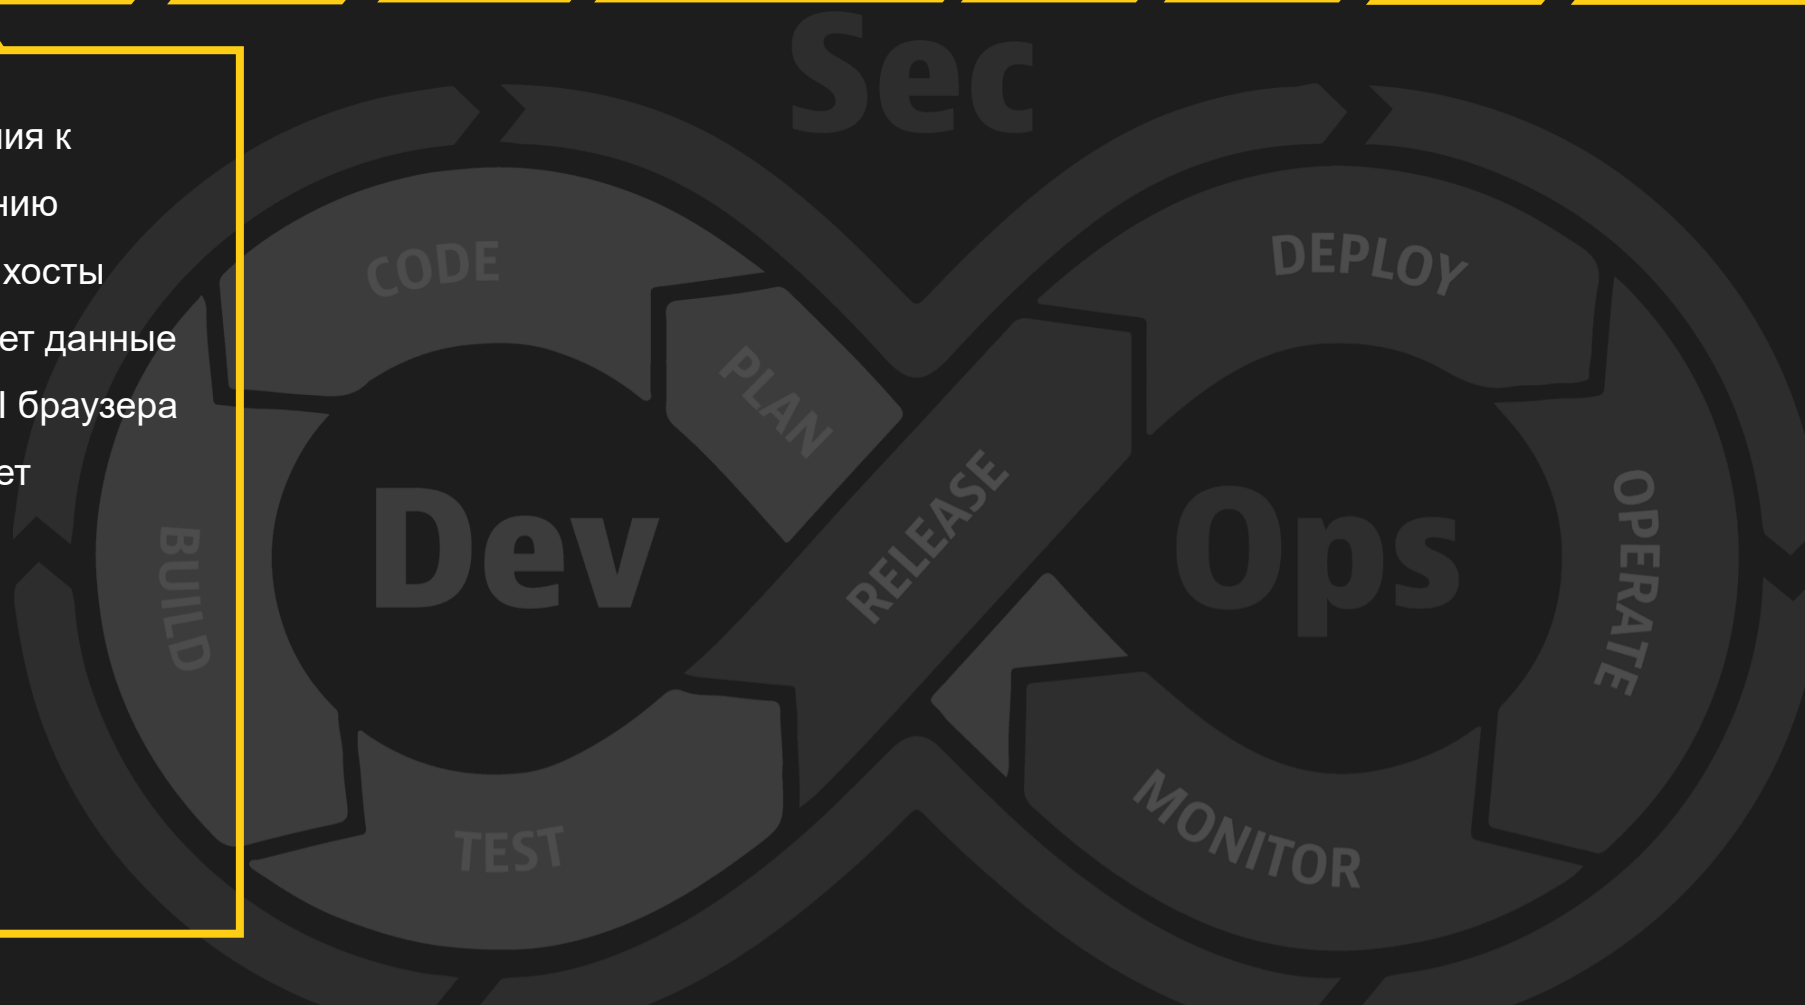 Sec
ния к
нию
хосты
ет данные
I браузера
ет
CODE
PLAN
BUILD
TEST
Dev
RELEASE
DEPLOY
OPERATE
MONITOR
Ops